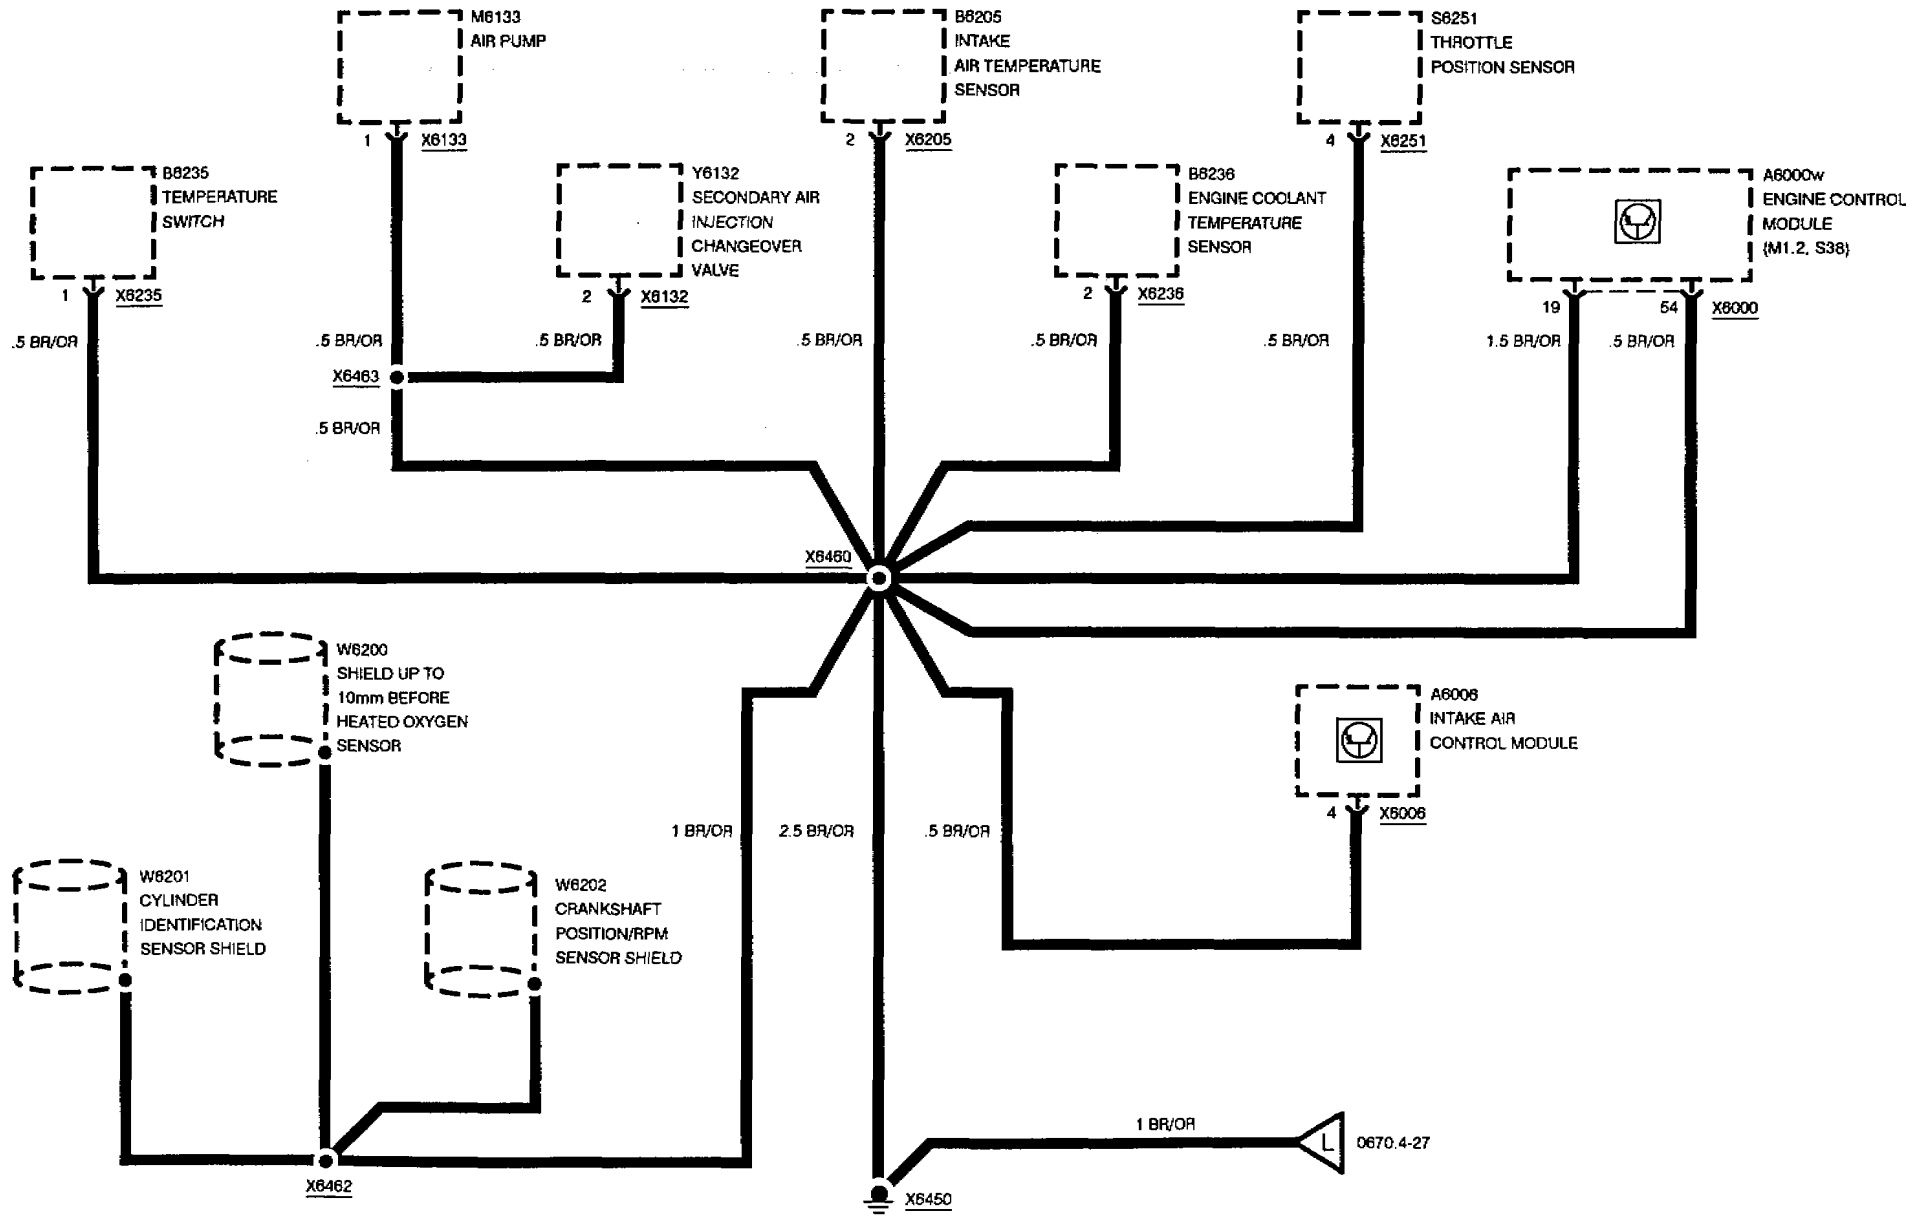 M6133
AIR PUMP
1
X6133
B6205
INTAKE
AIR TEMPERATURE
SENSOR
2
X6205
S6251
THROTTLE
POSITION SENSOR
4
X6251
B6235
TEMPERATURE
SWITCH
1
X6235
Y6132
SECONDARY AIR
INJECTION
CHANGEOVER
VALVE
2
X6132
B6236
ENGINE COOLANT
TEMPERATURE
SENSOR
2
X6236
A6000w
ENGINE CONTROL
MODULE
(M1.2, S38)
19
54
X6000
.5 BR/OR
.5 BR/OR
.5 BR/OR
.5 BR/OR
.5 BR/OR
.5 BR/OR
1.5 BR/OR
.5 BR/OR
X6463
.5 BR/OR
X6460
W6200
SHIELD UP TO
10mm BEFORE
HEATED OXYGEN
SENSOR
A6006
INTAKE AIR
CONTROL MODULE
4
X6006
1 BR/OR
2.5 BR/OR
.5 BR/OR
W6201
CYLINDER
IDENTIFICATION
SENSOR SHIELD
W6202
CRANKSHAFT
POSITION/RPM
SENSOR SHIELD
1 BR/OR
L
0670.4-27
X6462
X6450